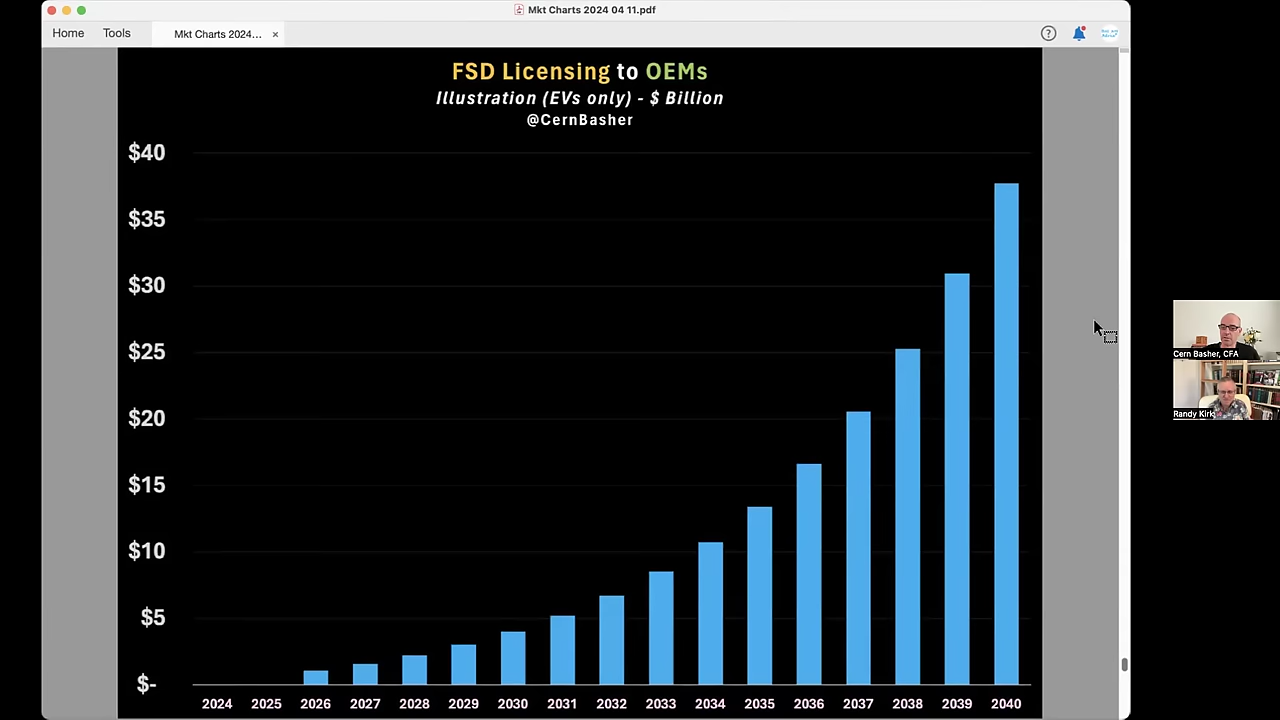 Mkt Charts 2024 04 11.pdf
Home
Tools
Mkt Charts 2024...
FSD Licensing to OEMs
Illustration (EVs only) - $ Billion
@CernBasher
$40
$35
$30
$25
$20
$15
$10
$5
$-
2024 2025 2026 2027 2028 2029 2030 2031 2032 2033 2034 2035 2036 2037 2038 2039 2040
Cern Basher, CFA
Randy Kirk